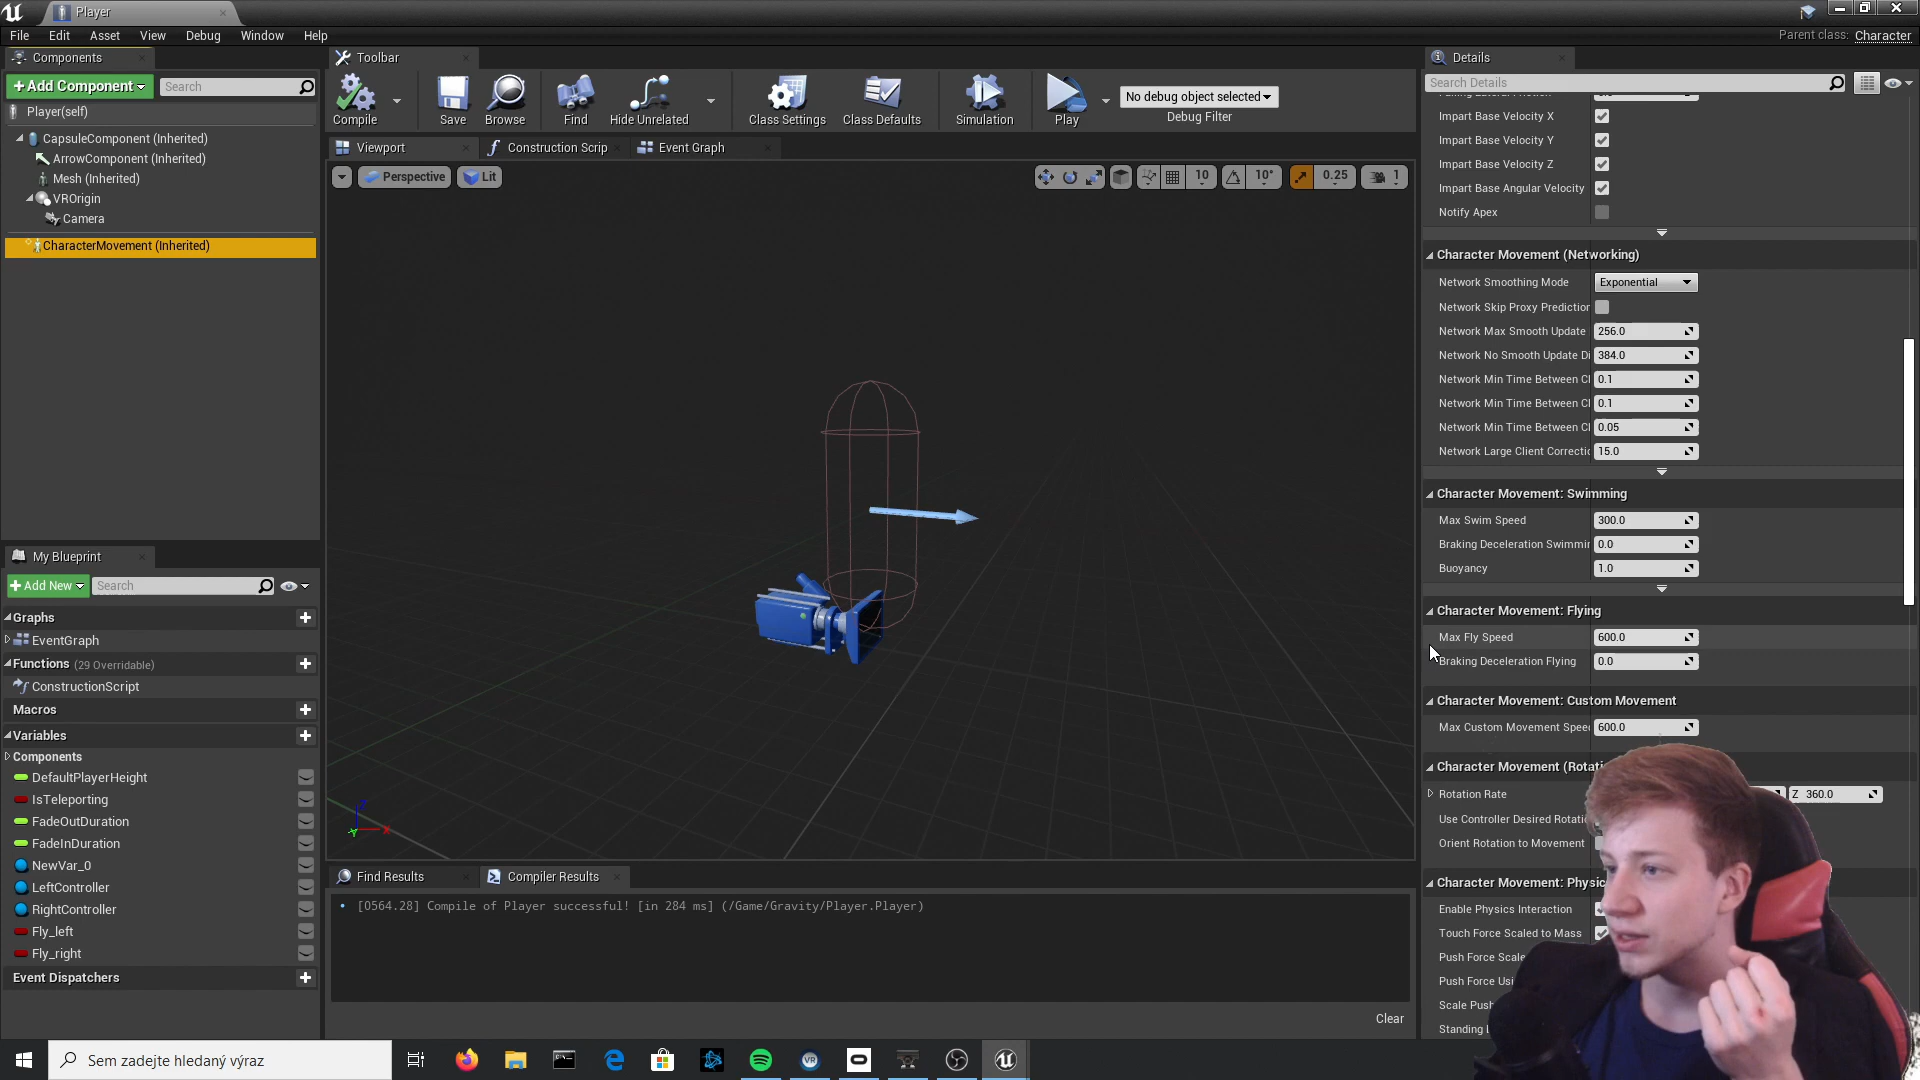 Player
File Edit Asset View Debug Window Help
Parent class: Character
Components
Toolbar
Details
+Add Component
Search
Search Details
Player(self)
CapsuleComponent (Inherited)
ArrowComponent (Inherited)
Mesh (Inherited)
VROrigin
Camera
CharacterMovement (Inherited)
Compile
Save
Browse
Find
Hide Unrelated
Class Settings
Class Defaults
Simulation
Play
No debug object selected
Debug Filter
Viewport
Construction Scrip
Event Graph
Perspective
Lit
10
10°
0.25
1
Impart Base Velocity X
Impart Base Velocity Y
Impart Base Velocity Z
Impart Base Angular Velocity
Notify Apex
Character Movement (Networking)
Network Smoothing Mode Exponential
Network Skip Proxy Prediction
Network Max Smooth Update 256.0
Network No Smooth Update Di 384.0
Network Min Time Between Cl 0.1
Network Min Time Between Cl 0.1
Network Min Time Between Cl 0.05
Network Large Client Correctio 15.0
Character Movement: Swimming
Max Swim Speed 300.0
Braking Deceleration Swimmin 0.0
Buoyancy 1.0
Character Movement: Flying
Max Fly Speed 600.0
Braking Deceleration Flying 0.0
Character Movement: Custom Movement
Max Custom Movement Speed 600.0
Character Movement (Rotati
Rotation Rate Z 360.0
Use Controller Desired Rotatio
Orient Rotation to Movement
Character Movement: Physic
Enable Physics Interaction
Touch Force Scaled to Mass
Push Force Scale
Push Force Usi
Scale Push
Standing
My Blueprint
+Add New
Search
Graphs
EventGraph
Functions (29 Overridable)
ConstructionScript
Macros
Variables
Components
DefaultPlayerHeight
IsTeleporting
FadeOutDuration
FadeInDuration
NewVar_0
LeftController
RightController
Fly_left
Fly_right
Event Dispatchers
Find Results
Compiler Results
[0564.28] Compile of Player successful! [in 284 ms] (/Game/Gravity/Player.Player)
Clear
Sem zadejte hledaný výraz